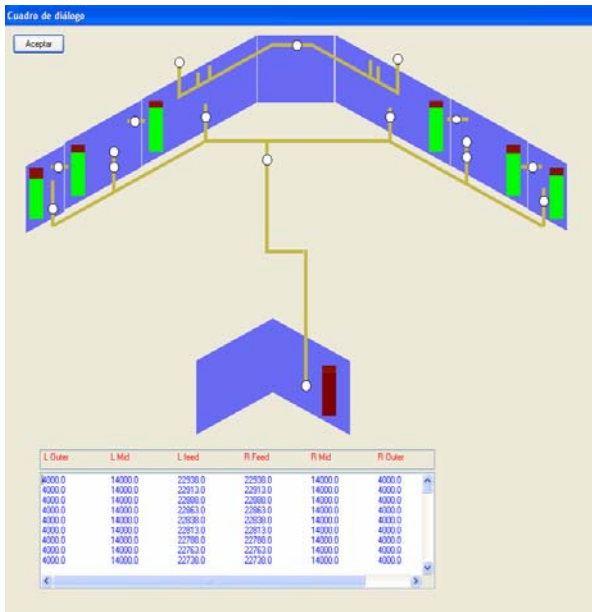 Cuadro de diálogo
Aceptar
L Outer L Mid L feed R Feed R Mid R Outer
4000.0 14000.0 22938.0 22938.0 14000.0 4000.0
4000.0 14000.0 22913.0 22913.0 14000.0 4000.0
4000.0 14000.0 22888.0 22888.0 14000.0 4000.0
4000.0 14000.0 22863.0 22863.0 14000.0 4000.0
4000.0 14000.0 22838.0 22838.0 14000.0 4000.0
4000.0 14000.0 22813.0 22813.0 14000.0 4000.0
4000.0 14000.0 22788.0 22788.0 14000.0 4000.0
4000.0 14000.0 22763.0 22763.0 14000.0 4000.0
4000.0 14000.0 22738.0 22738.0 14000.0 4000.0